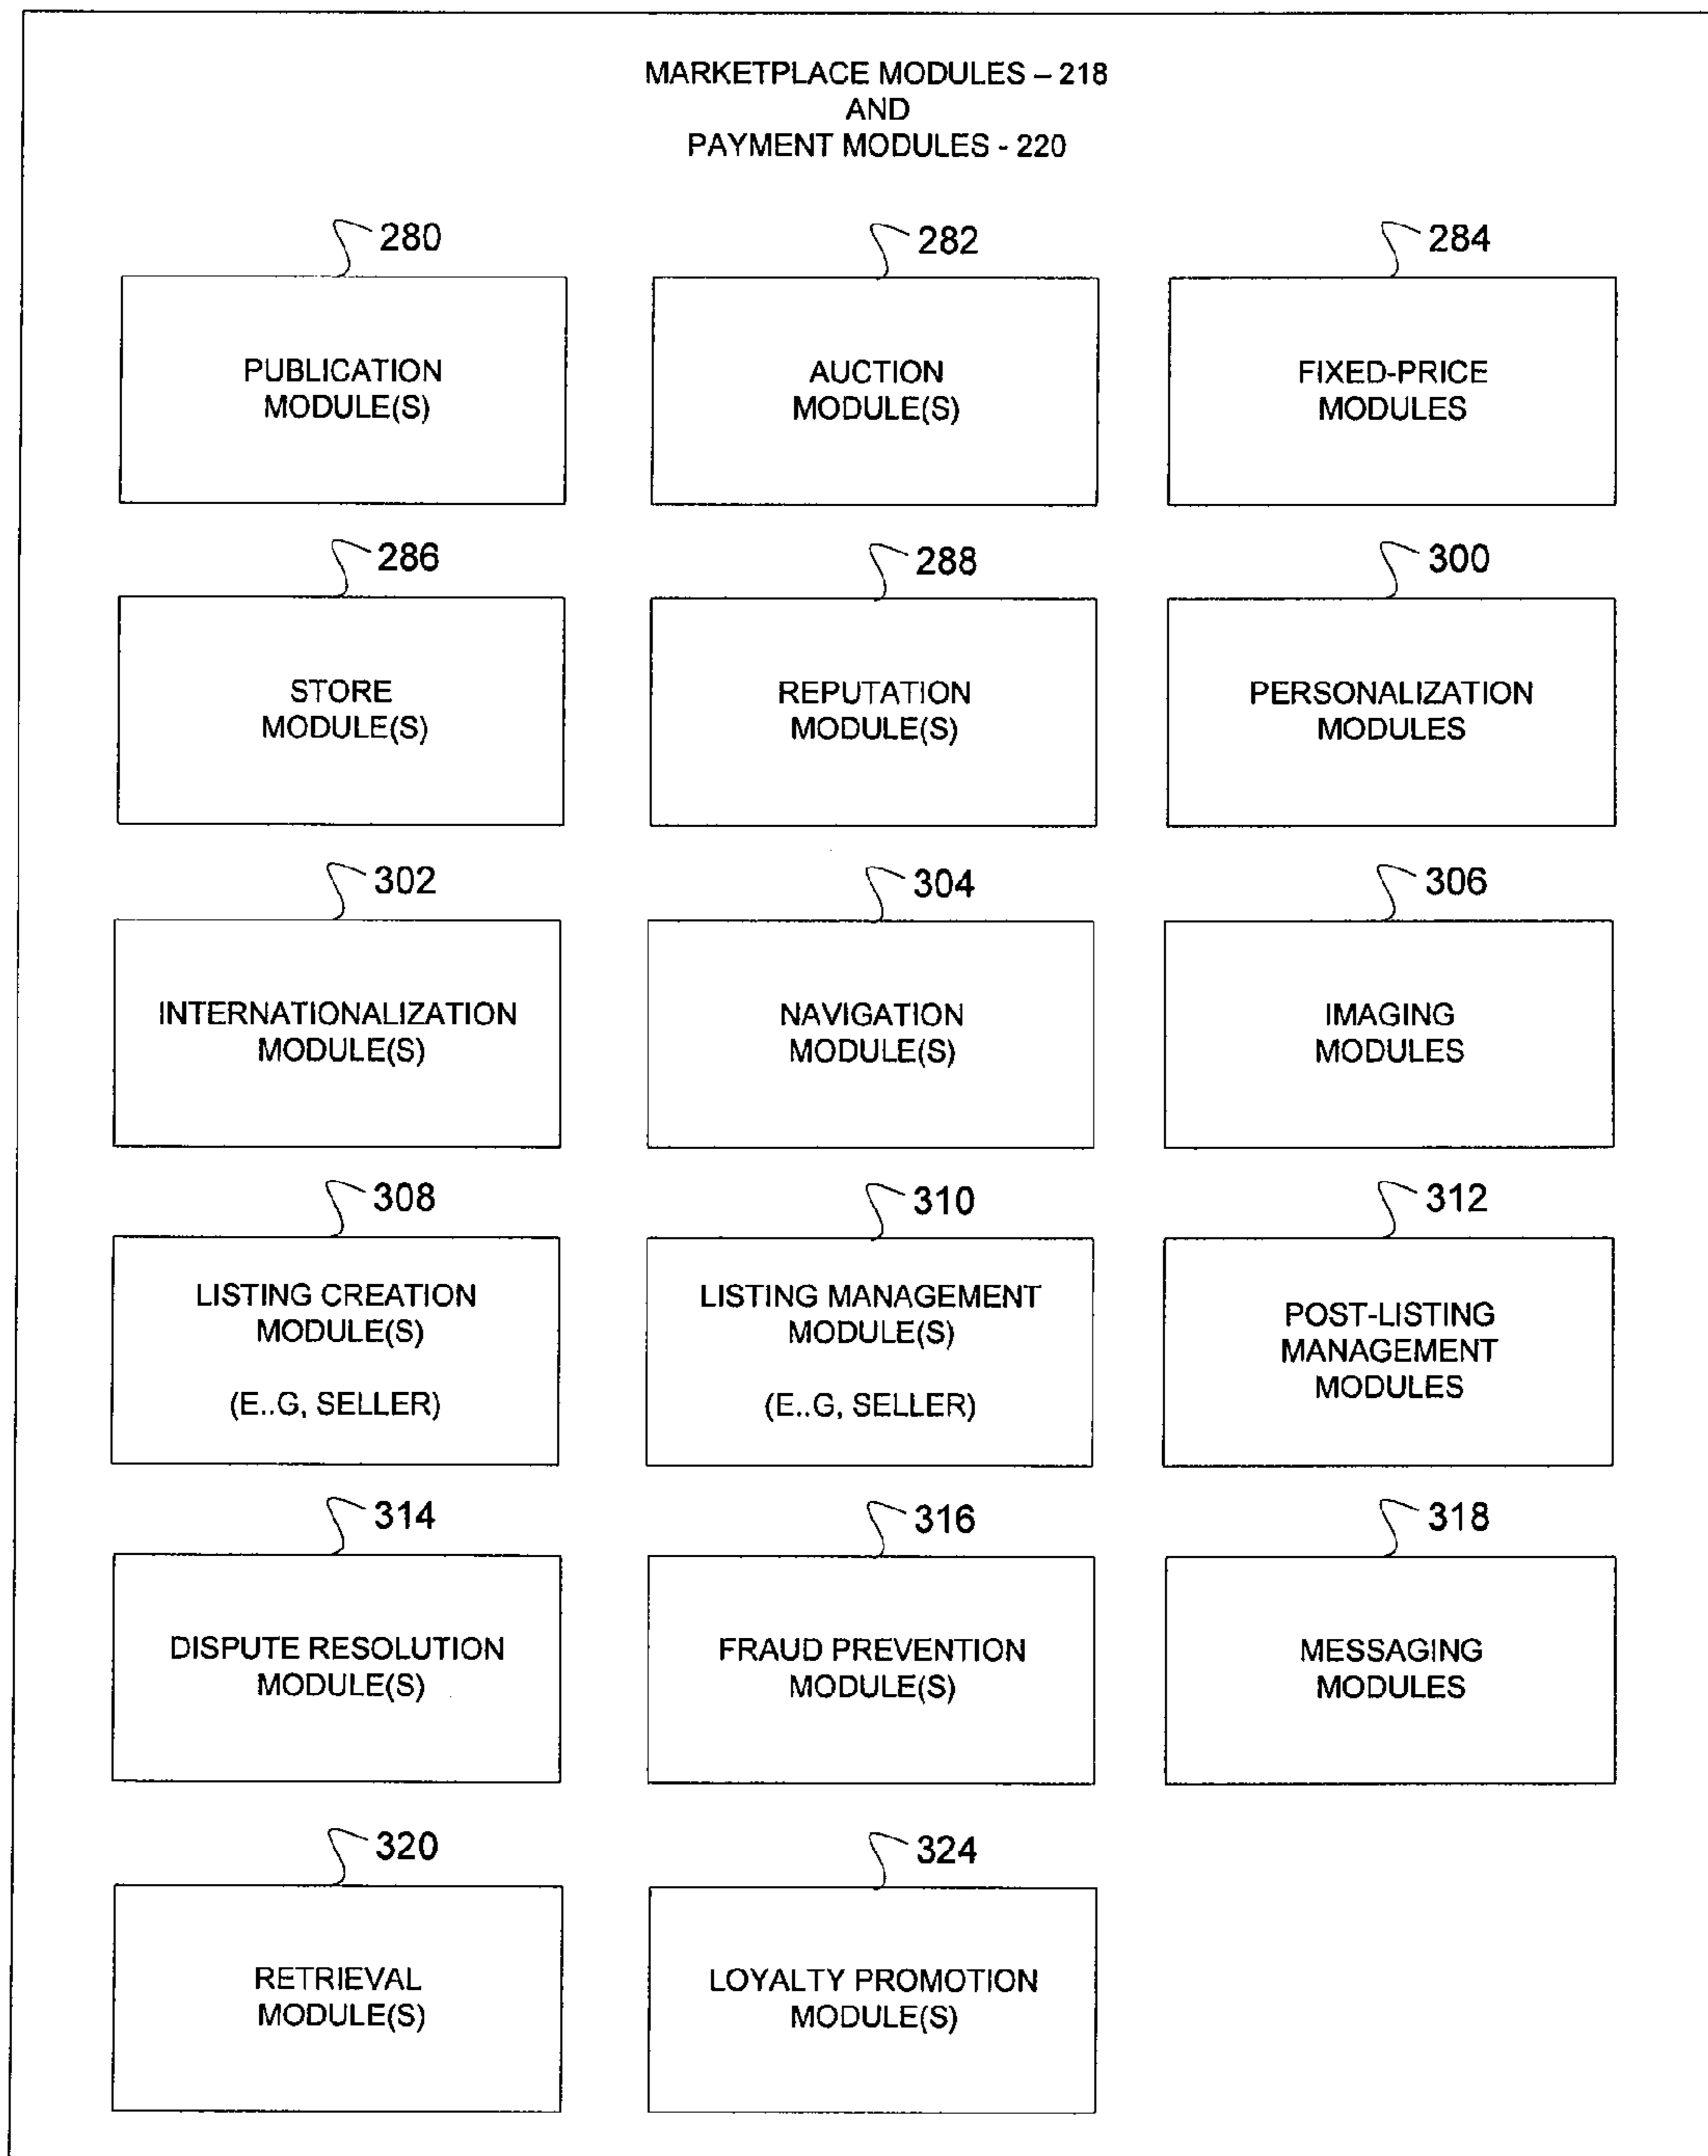 MARKETPLACE MODULES – 218
AND
PAYMENT MODULES - 220
280
282
284
PUBLICATION
MODULE(S)
AUCTION
MODULE(S)
FIXED-PRICE
MODULES
286
288
300
STORE
MODULE(S)
REPUTATION
MODULE(S)
PERSONALIZATION
MODULES
302
304
306
INTERNATIONALIZATION
MODULE(S)
NAVIGATION
MODULE(S)
IMAGING
MODULES
308
310
312
LISTING CREATION
MODULE(S)
(E..G, SELLER)
LISTING MANAGEMENT
MODULE(S)
(E..G, SELLER)
POST-LISTING
MANAGEMENT
MODULES
314
316
318
DISPUTE RESOLUTION
MODULE(S)
FRAUD PREVENTION
MODULE(S)
MESSAGING
MODULES
320
324
RETRIEVAL
MODULE(S)
LOYALTY PROMOTION
MODULE(S)